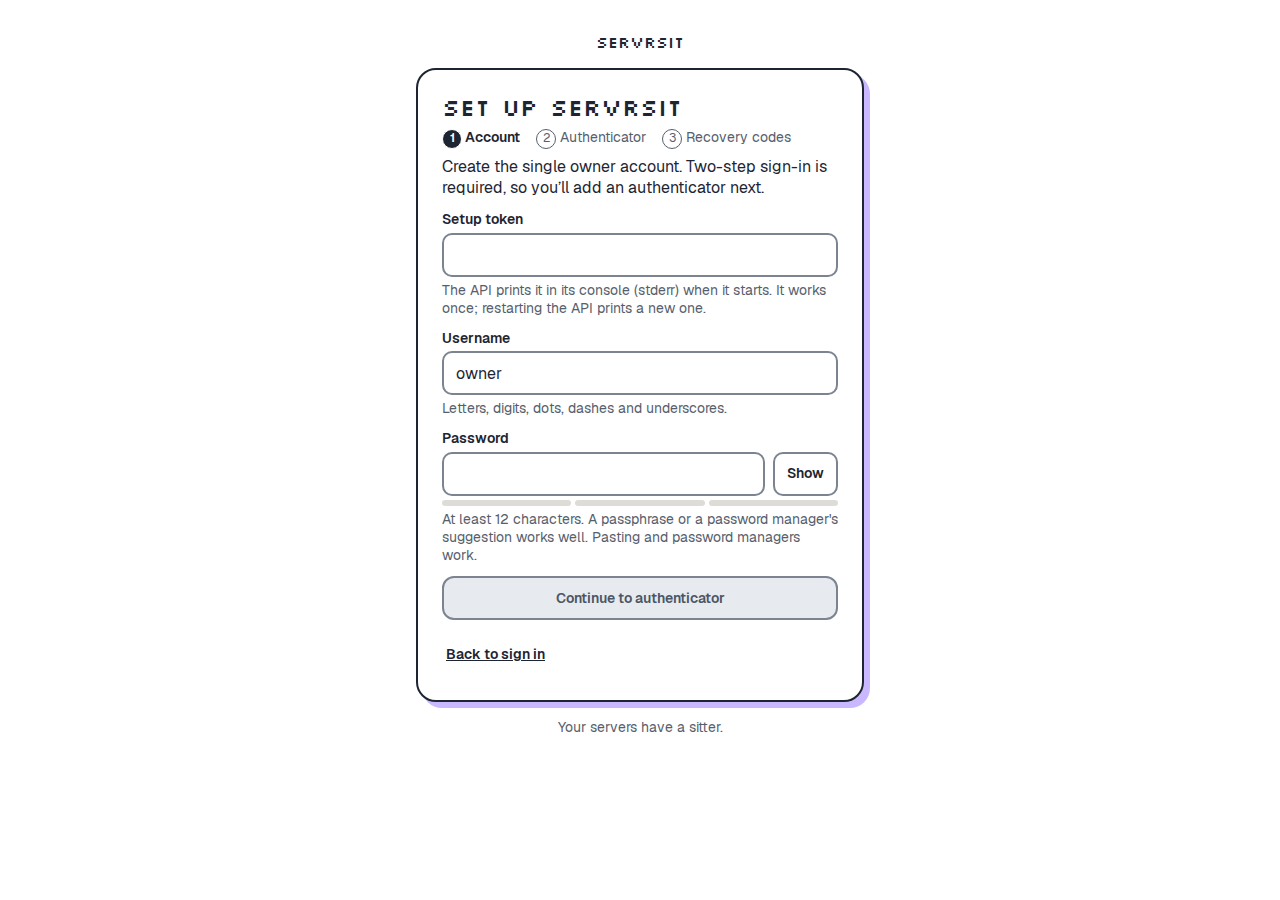 SERVRSIT
SET UP SERVRSIT
1 Account 2 Authenticator 3 Recovery codes
Create the single owner account. Two-step sign-in is
required, so you'll add an authenticator next.
Setup token
The API prints it in its console (stderr) when it starts. It works
once; restarting the API prints a new one.
Username
owner
Letters, digits, dots, dashes and underscores.
Password
Show
At least 12 characters. A passphrase or a password manager's
suggestion works well. Pasting and password managers
work.
Continue to authenticator
Back to sign in
Your servers have a sitter.